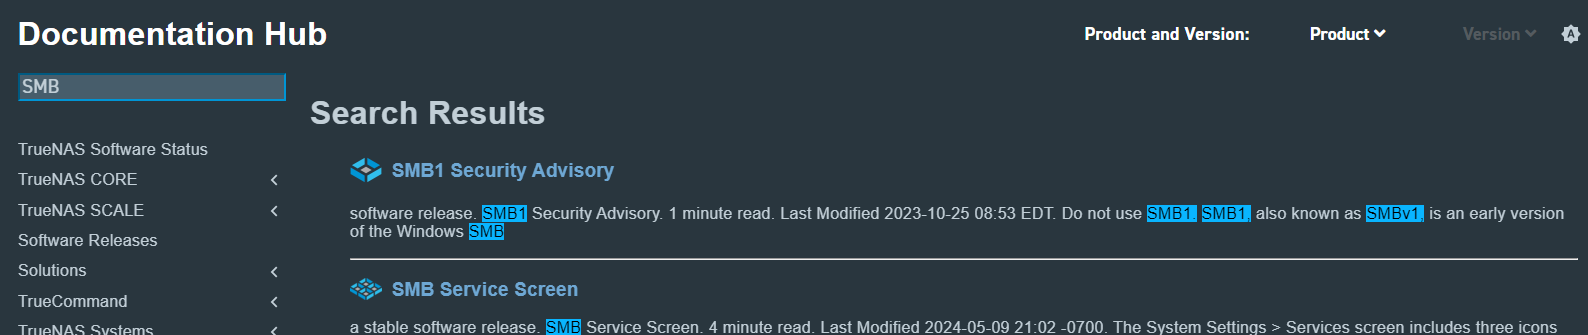 Documentation Hub
Product and Version:
Product
Version
A
SMB
Search Results
TrueNAS Software Status
TrueNAS CORE
TrueNAS SCALE
Software Releases
Solutions
TrueCommand
TrueNAS Systems
SMB1 Security Advisory
software release. SMB1 Security Advisory. 1 minute read. Last Modified 2023-10-25 08:53 EDT. Do not use SMB1. SMB1, also known as SMBv1, is an early version
of the Windows SMB
SMB Service Screen
a stable software release. SMB Service Screen. 4 minute read. Last Modified 2024-05-09 21:02 -0700. The System Settings > Services screen includes three icons